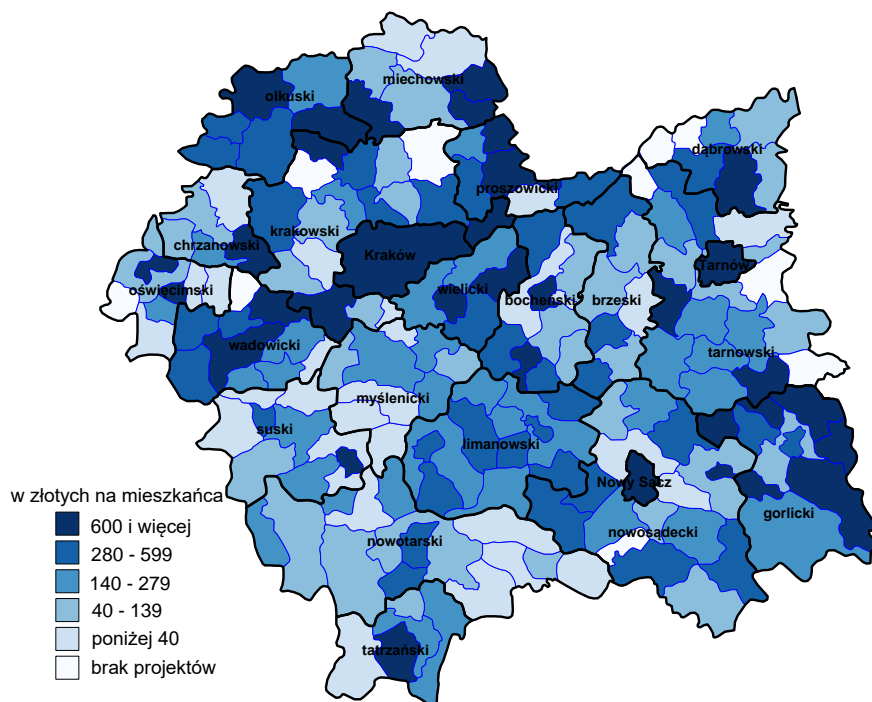 miechowski
olkuski
dąbrowski
proszowicki
krakowski
chrzanowski
Kraków
Tarnów
oświęcimski
wielicki
bocheński
brzeski
wadowicki
tarnowski
myślenicki
suski
limanowski
Nowy Sącz
gorlicki
nowosądecki
nowotarski
tatrzański
w złotych na mieszkańca
600 i więcej
280 - 599
140 - 279
40 - 139
poniżej 40
brak projektów